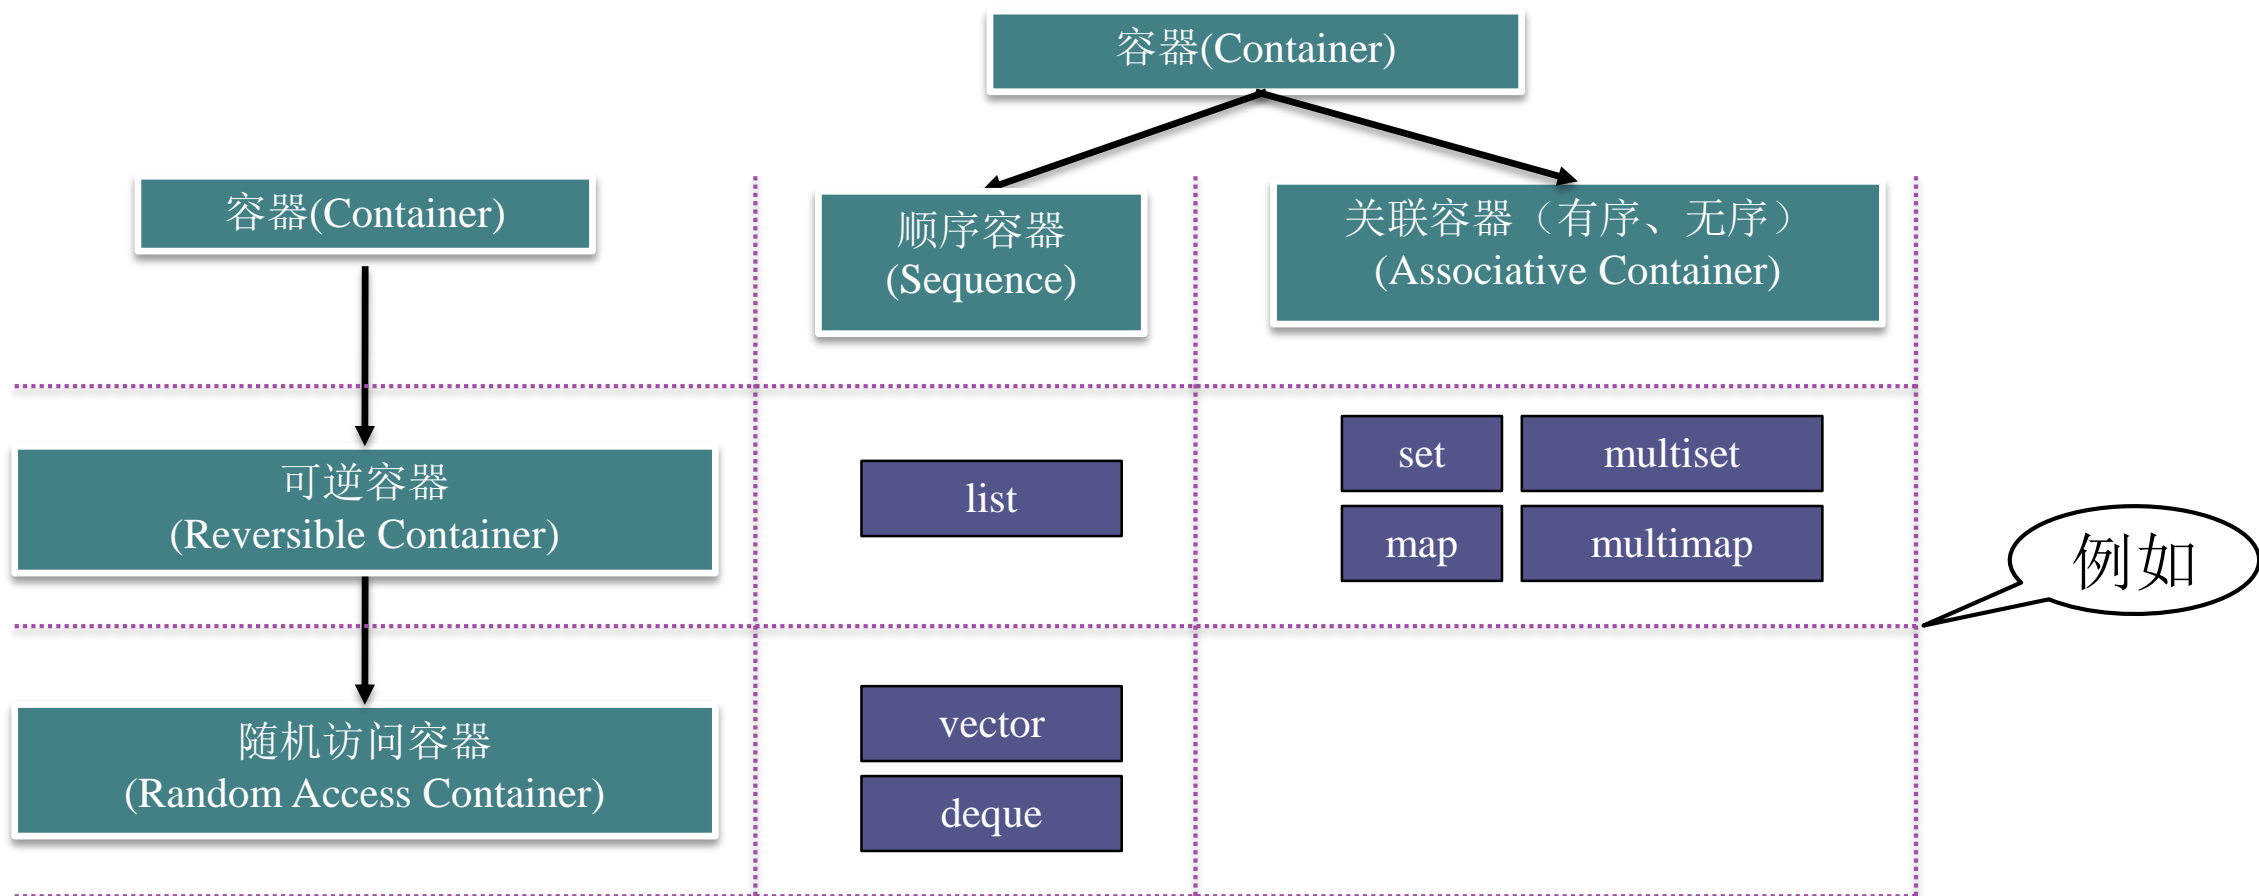 容器(Container)
容器(Container)
顺序容器
(Sequence)
关联容器（有序、无序）
(Associative Container)
可逆容器
(Reversible Container)
list
set
multiset
map
multimap
例如
随机访问容器
(Random Access Container)
vector
deque